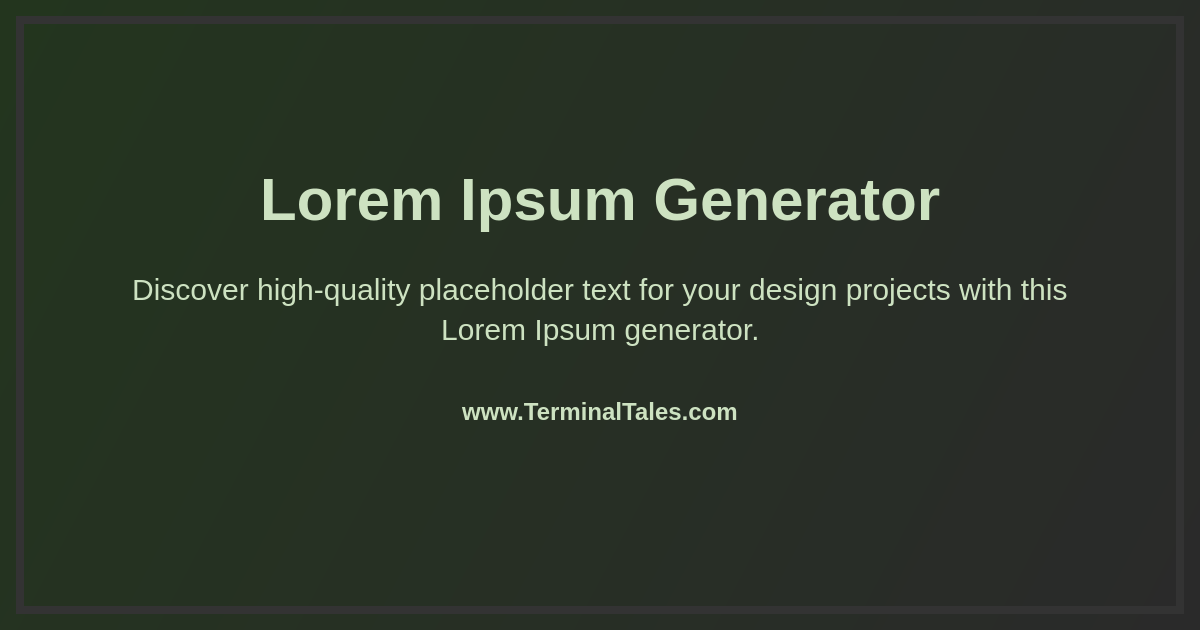 Lorem Ipsum Generator
Discover high-quality placeholder text for your design projects with this
Lorem Ipsum generator.
www.TerminalTales.com